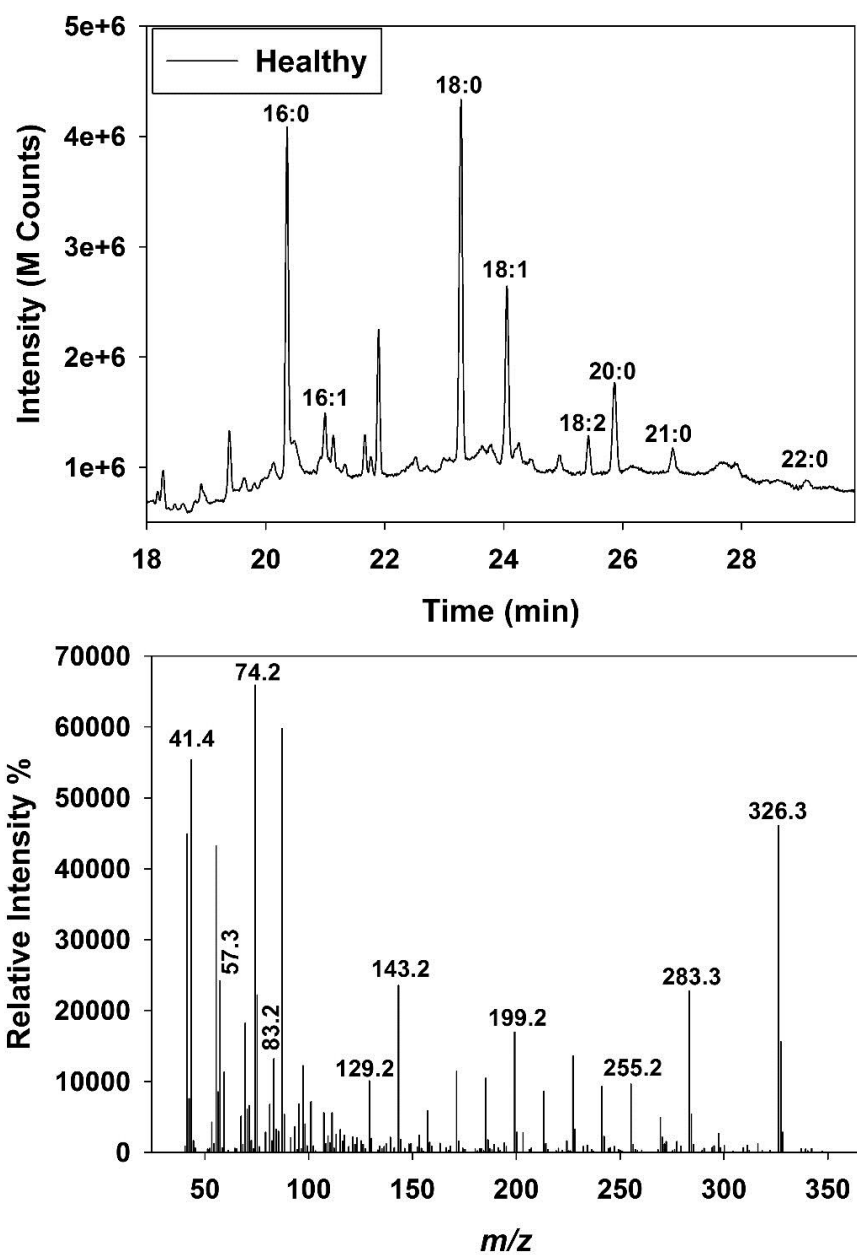 5e+6
Healthy
18:0
16:0
4e+6
Intensity (M Counts)
3e+6
18:1
2e+6
20:0
16:1
18:2
21:0
22:0
1e+6
18 20 22 24 26 28
Time (min)
70000
74.2
60000
41.4
Relative Intensity %
50000
326.3
40000
30000
57.3
143.2
283.3
20000
83.2
199.2
129.2
255.2
10000
0
50 100 150 200 250 300 350
m/z